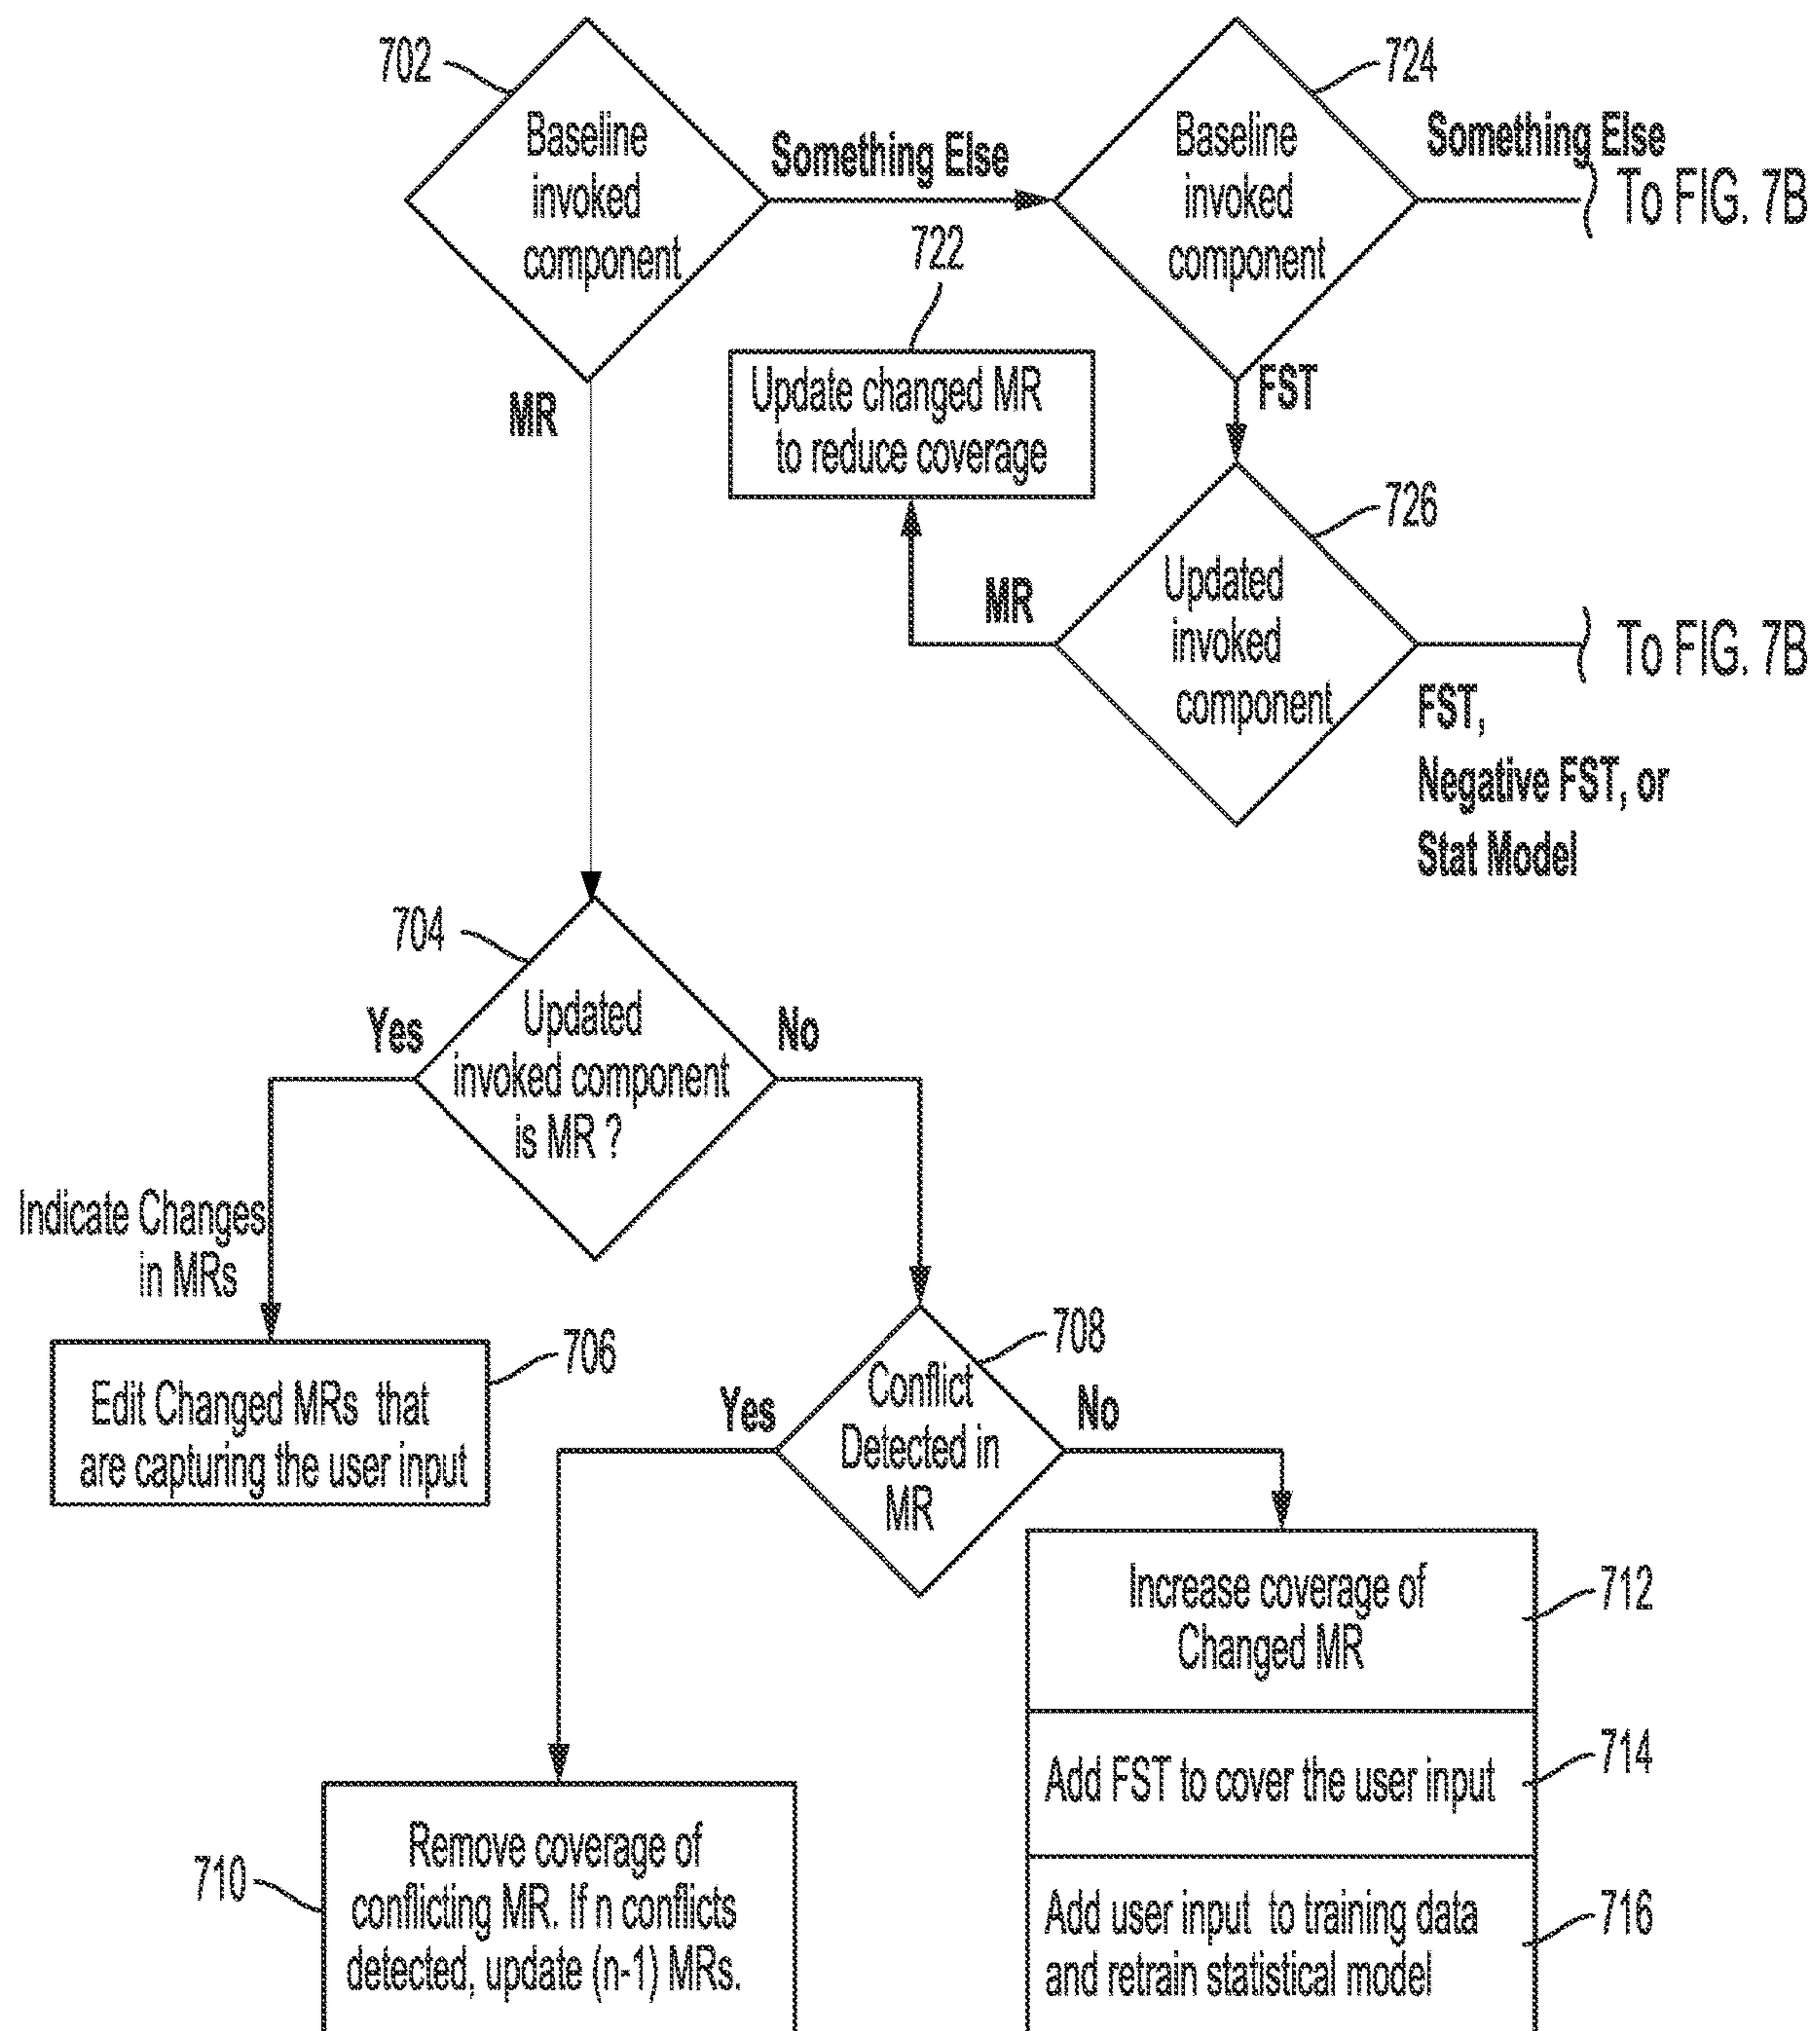 702
Baseline
invoked
component
Something Else
724
Baseline
invoked
component
Something Else
To FIG. 7B
722
Update changed MR
to reduce coverage
MR
FST
726
Updated
invoked
component
MR
To FIG. 7B
FST,
Negative FST, or
Stat Model
704
Updated
invoked component
is MR ?
Yes
No
Indicate Changes
in MRs
706
Edit Changed MRs that
are capturing the user input
708
Conflict
Detected in
MR
Yes
No
710
Remove coverage of
conflicting MR. If n conflicts
detected, update (n-1) MRs.
Increase coverage of
Changed MR
712
Add FST to cover the user input
714
Add user input to training data
and retrain statistical model
716